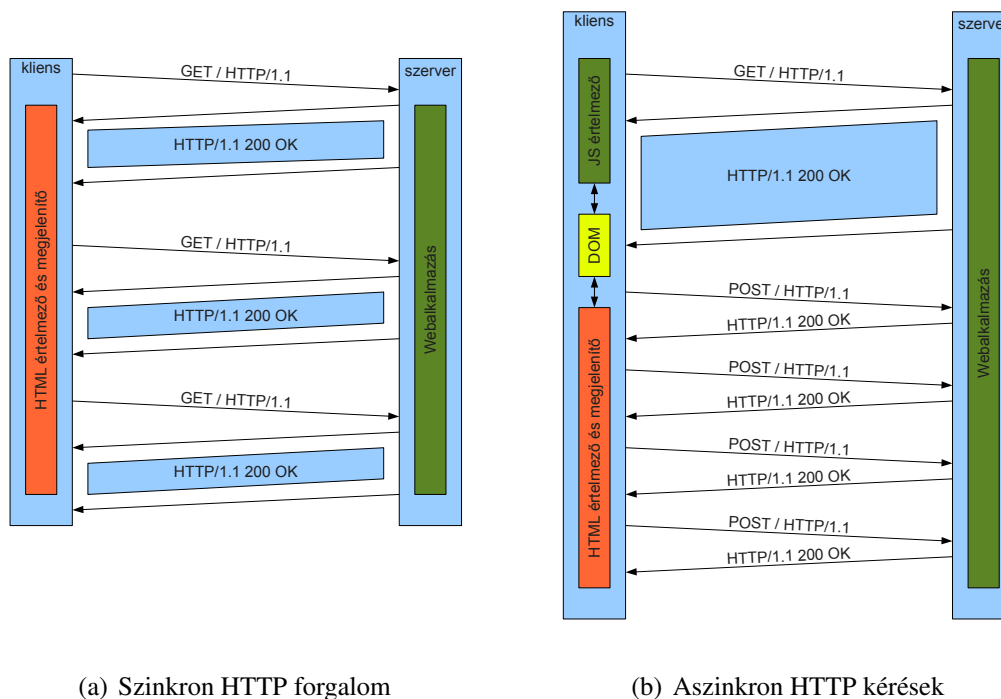 kliens
szerver
GET / HTTP/1.1
HTTP/1.1 200 OK
GET / HTTP/1.1
HTTP/1.1 200 OK
GET / HTTP/1.1
HTTP/1.1 200 OK
HTML értelmező és megjelenítő
Webalkalmazás
(a) Szinkron HTTP forgalom
kliens
szerve
JS értelmező
DOM
HTML értelmező és megjelenítő
GET / HTTP/1.1
HTTP/1.1 200 OK
POST / HTTP/1.1
HTTP/1.1 200 OK
POST / HTTP/1.1
HTTP/1.1 200 OK
POST / HTTP/1.1
HTTP/1.1 200 OK
POST / HTTP/1.1
HTTP/1.1 200 OK
Webalkalmazás
(b) Aszinkron HTTP kérések